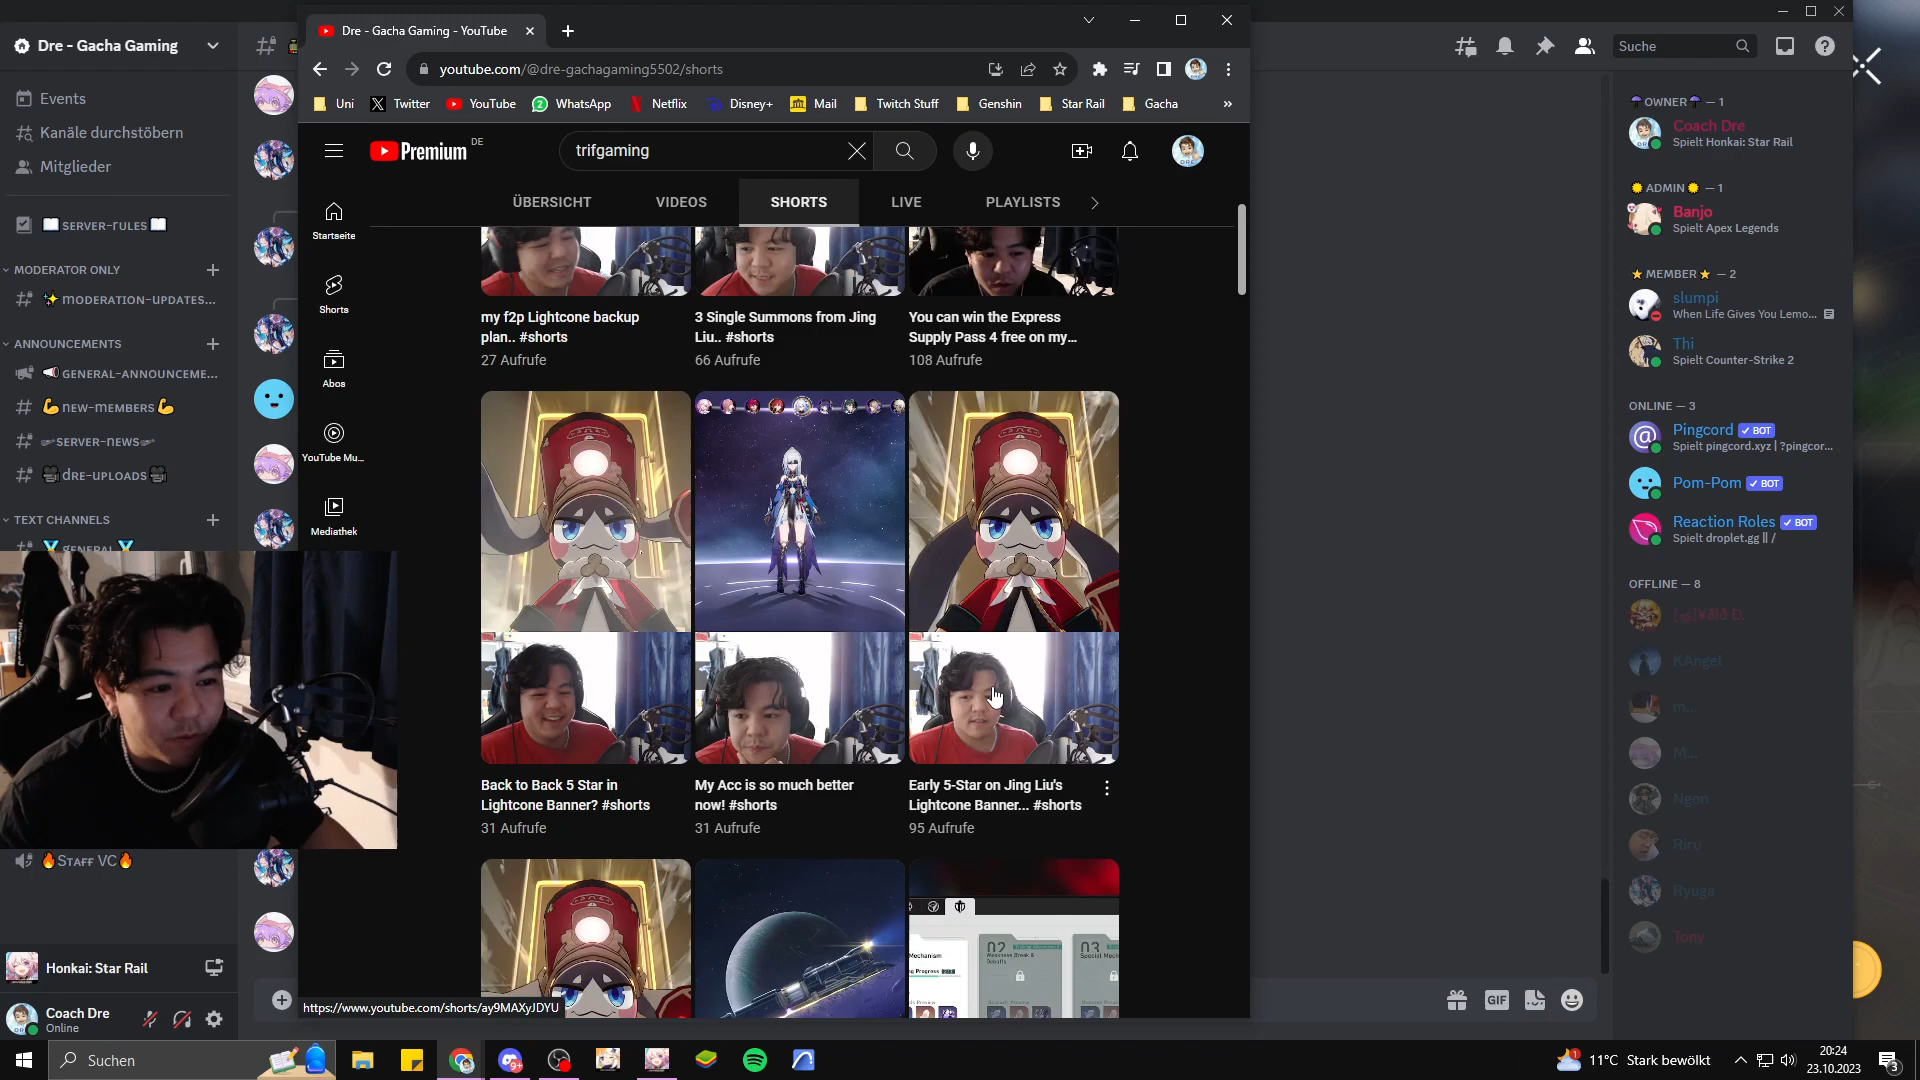 Dre - Gacha Gaming
Events
Kanäle durchstöbern
Mitglieder
SERVER-RULES
MODERATOR ONLY
MODERATION-UPDATES...
ANNOUNCEMENTS
GENERAL-ANNOUNCEME...
NEW-MEMBERS
SERVER-NEWS
DRE-UPLOADS
TEXT CHANNELS
GENERAL
STAFF VC
Honkai: Star Rail
Coach Dre
Online
Dre - Gacha Gaming - YouTube
youtube.com/@dre-gachagaming5502/shorts
Uni
Twitter
YouTube
WhatsApp
Netflix
Disney+
Mail
Twitch Stuff
Genshin
Star Rail
Gacha
»
Premium DE
trifgaming
Startseite
Shorts
Abos
YouTube Mu...
Mediathek
ÜBERSICHT
VIDEOS
SHORTS
LIVE
PLAYLISTS
my f2p Lightcone backup
plan.. #shorts
27 Aufrufe
3 Single Summons from Jing
Liu.. #shorts
66 Aufrufe
You can win the Express
Supply Pass 4 free on my...
108 Aufrufe
Back to Back 5 Star in
Lightcone Banner? #shorts
31 Aufrufe
My Acc is so much better
now! #shorts
31 Aufrufe
Early 5-Star on Jing Liu's
Lightcone Banner... #shorts
95 Aufrufe
02
03
https://www.youtube.com/shorts/ay9MAXyJDYU
Suche
OWNER — 1
Coach Dre
Spielt Honkai: Star Rail
ADMIN — 1
Banjo
Spielt Apex Legends
MEMBER — 2
slumpi
When Life Gives You Lemo...
Thi
Spielt Counter-Strike 2
ONLINE — 3
Pingcord BOT
Spielt pingcord.xyz | ?pingcor...
Pom-Pom BOT
Reaction Roles BOT
Spielt droplet.gg || /
OFFLINE — 8
KAngel
m...
M...
Ngon
Riru
Ryuga
Tony
GIF
Suchen
9+
1
11°C Stark bewölkt
20:24
23.10.2023
3